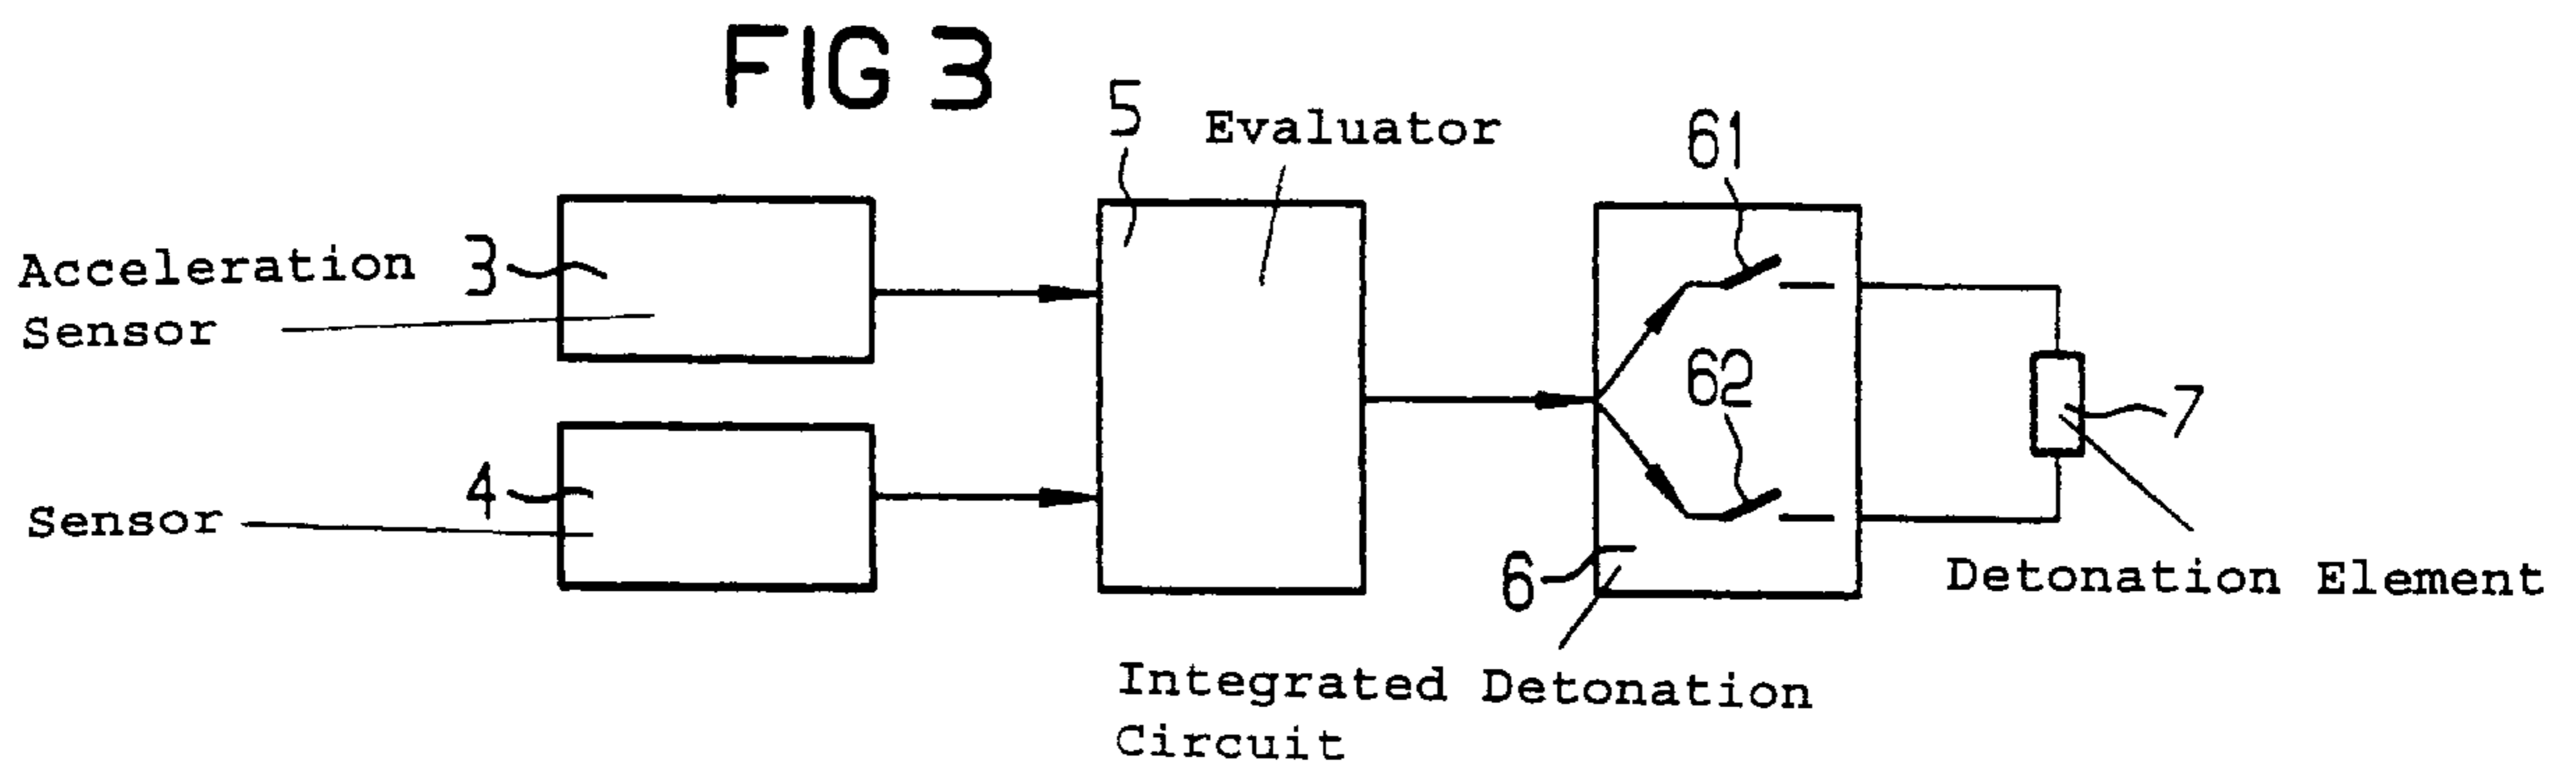 FIG 3
5
Evaluator
61
Acceleration
Sensor
3
62
7
4
Sensor
6
Detonation Element
Integrated Detonation
Circuit